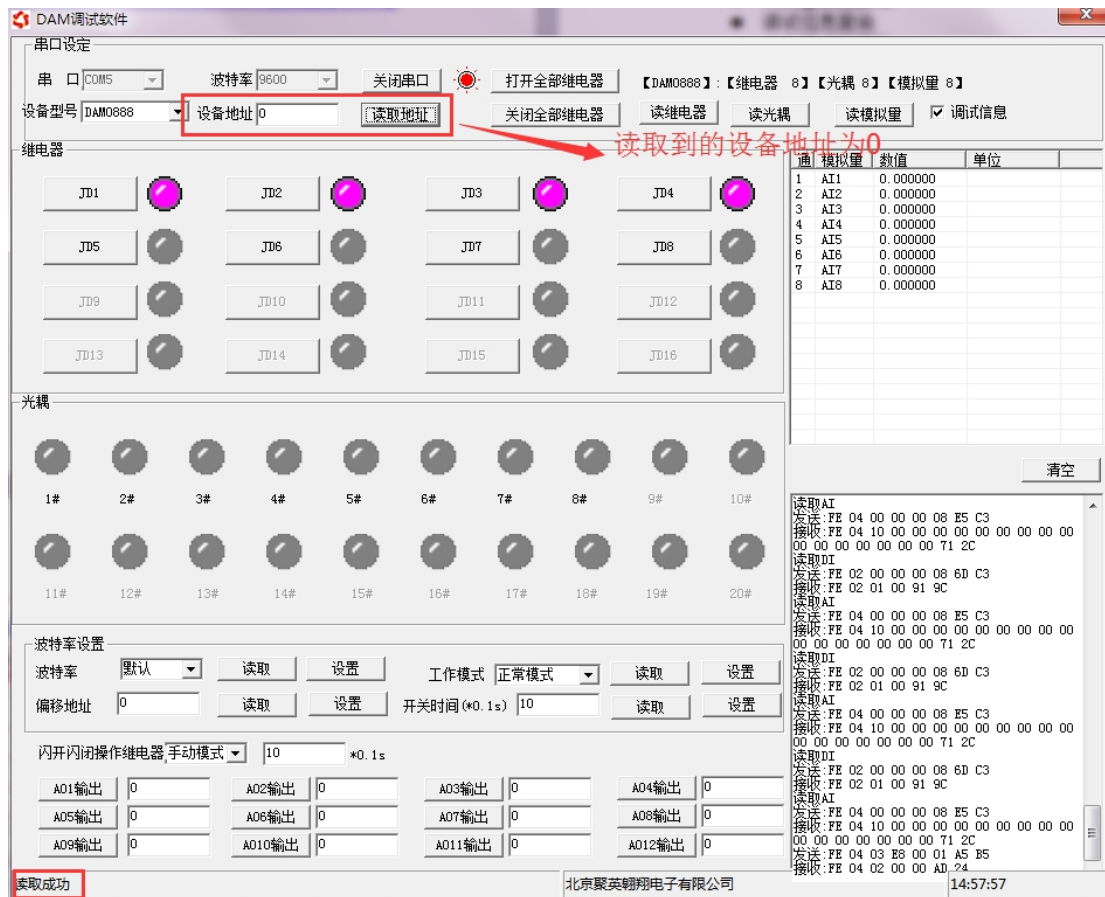 DAM调试软件
串口设定
串 口 COM5 波特率 9600 关闭串口 打开全部继电器 【DAM0888】:【继电器 8】【光耦 8】【模拟量 8】
设备型号 DAM0888 设备地址 0 读取地址 关闭全部继电器 读继电器 读光耦 读模拟量 调试信息
读取到的设备地址为0
继电器
JD1 JD2 JD3 JD4
JD5 JD6 JD7 JD8
JD9 JD10 JD11 JD12
JD13 JD14 JD15 JD16
通 模拟量 数值 单位
1 AI1 0.000000
2 AI2 0.000000
3 AI3 0.000000
4 AI4 0.000000
5 AI5 0.000000
6 AI6 0.000000
7 AI7 0.000000
8 AI8 0.000000
光耦
1# 2# 3# 4# 5# 6# 7# 8# 9# 10#
11# 12# 13# 14# 15# 16# 17# 18# 19# 20#
清空
读取AI
发送:FE 04 00 00 00 08 E5 C3
接收:FE 04 10 00 00 00 00 00 00 00 00 00 00
00 00 00 00 00 00 00 71 2C
读取DI
发送:FE 02 00 00 00 08 6D C3
接收:FE 02 01 00 91 9C
读取AI
发送:FE 04 00 00 00 08 E5 C3
接收:FE 04 10 00 00 00 00 00 00 00 00 00 00
00 00 00 00 00 00 00 71 2C
读取DI
发送:FE 02 00 00 00 08 6D C3
接收:FE 02 01 00 91 9C
读取AI
发送:FE 04 00 00 00 08 E5 C3
接收:FE 04 10 00 00 00 00 00 00 00 00 00 00
00 00 00 00 00 00 00 71 2C
读取DI
发送:FE 02 00 00 00 08 6D C3
接收:FE 02 01 00 91 9C
读取AI
发送:FE 04 00 00 00 08 E5 C3
接收:FE 04 10 00 00 00 00 00 00 00 00 00 00
00 00 00 00 00 00 00 71 2C
发送:FE 04 03 E8 00 01 A5 B5
接收:FE 04 02 00 00 AD 24
波特率设置
波特率 默认 读取 设置 工作模式 正常模式 读取 设置
偏移地址 0 读取 设置 开关时间(*0.1s) 10 读取 设置
闪开闪闭操作继电器 手动模式 10 *0.1s
AO1输出 0 AO2输出 0 AO3输出 0 AO4输出 0
AO5输出 0 AO6输出 0 AO7输出 0 AO8输出 0
AO9输出 0 AO10输出 0 AO11输出 0 AO12输出 0
读取成功 北京聚英翱翔电子有限公司 14:57:57